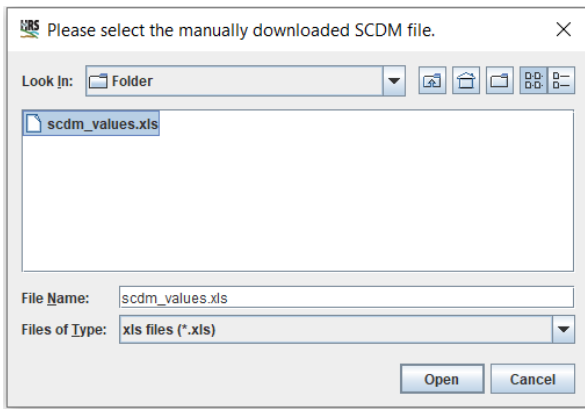 HRS Please select the manually downloaded SCDM file.
Look In: Folder
scdm_values.xls
File Name: scdm_values.xls
Files of Type: xls files (*.xls)
Open Cancel